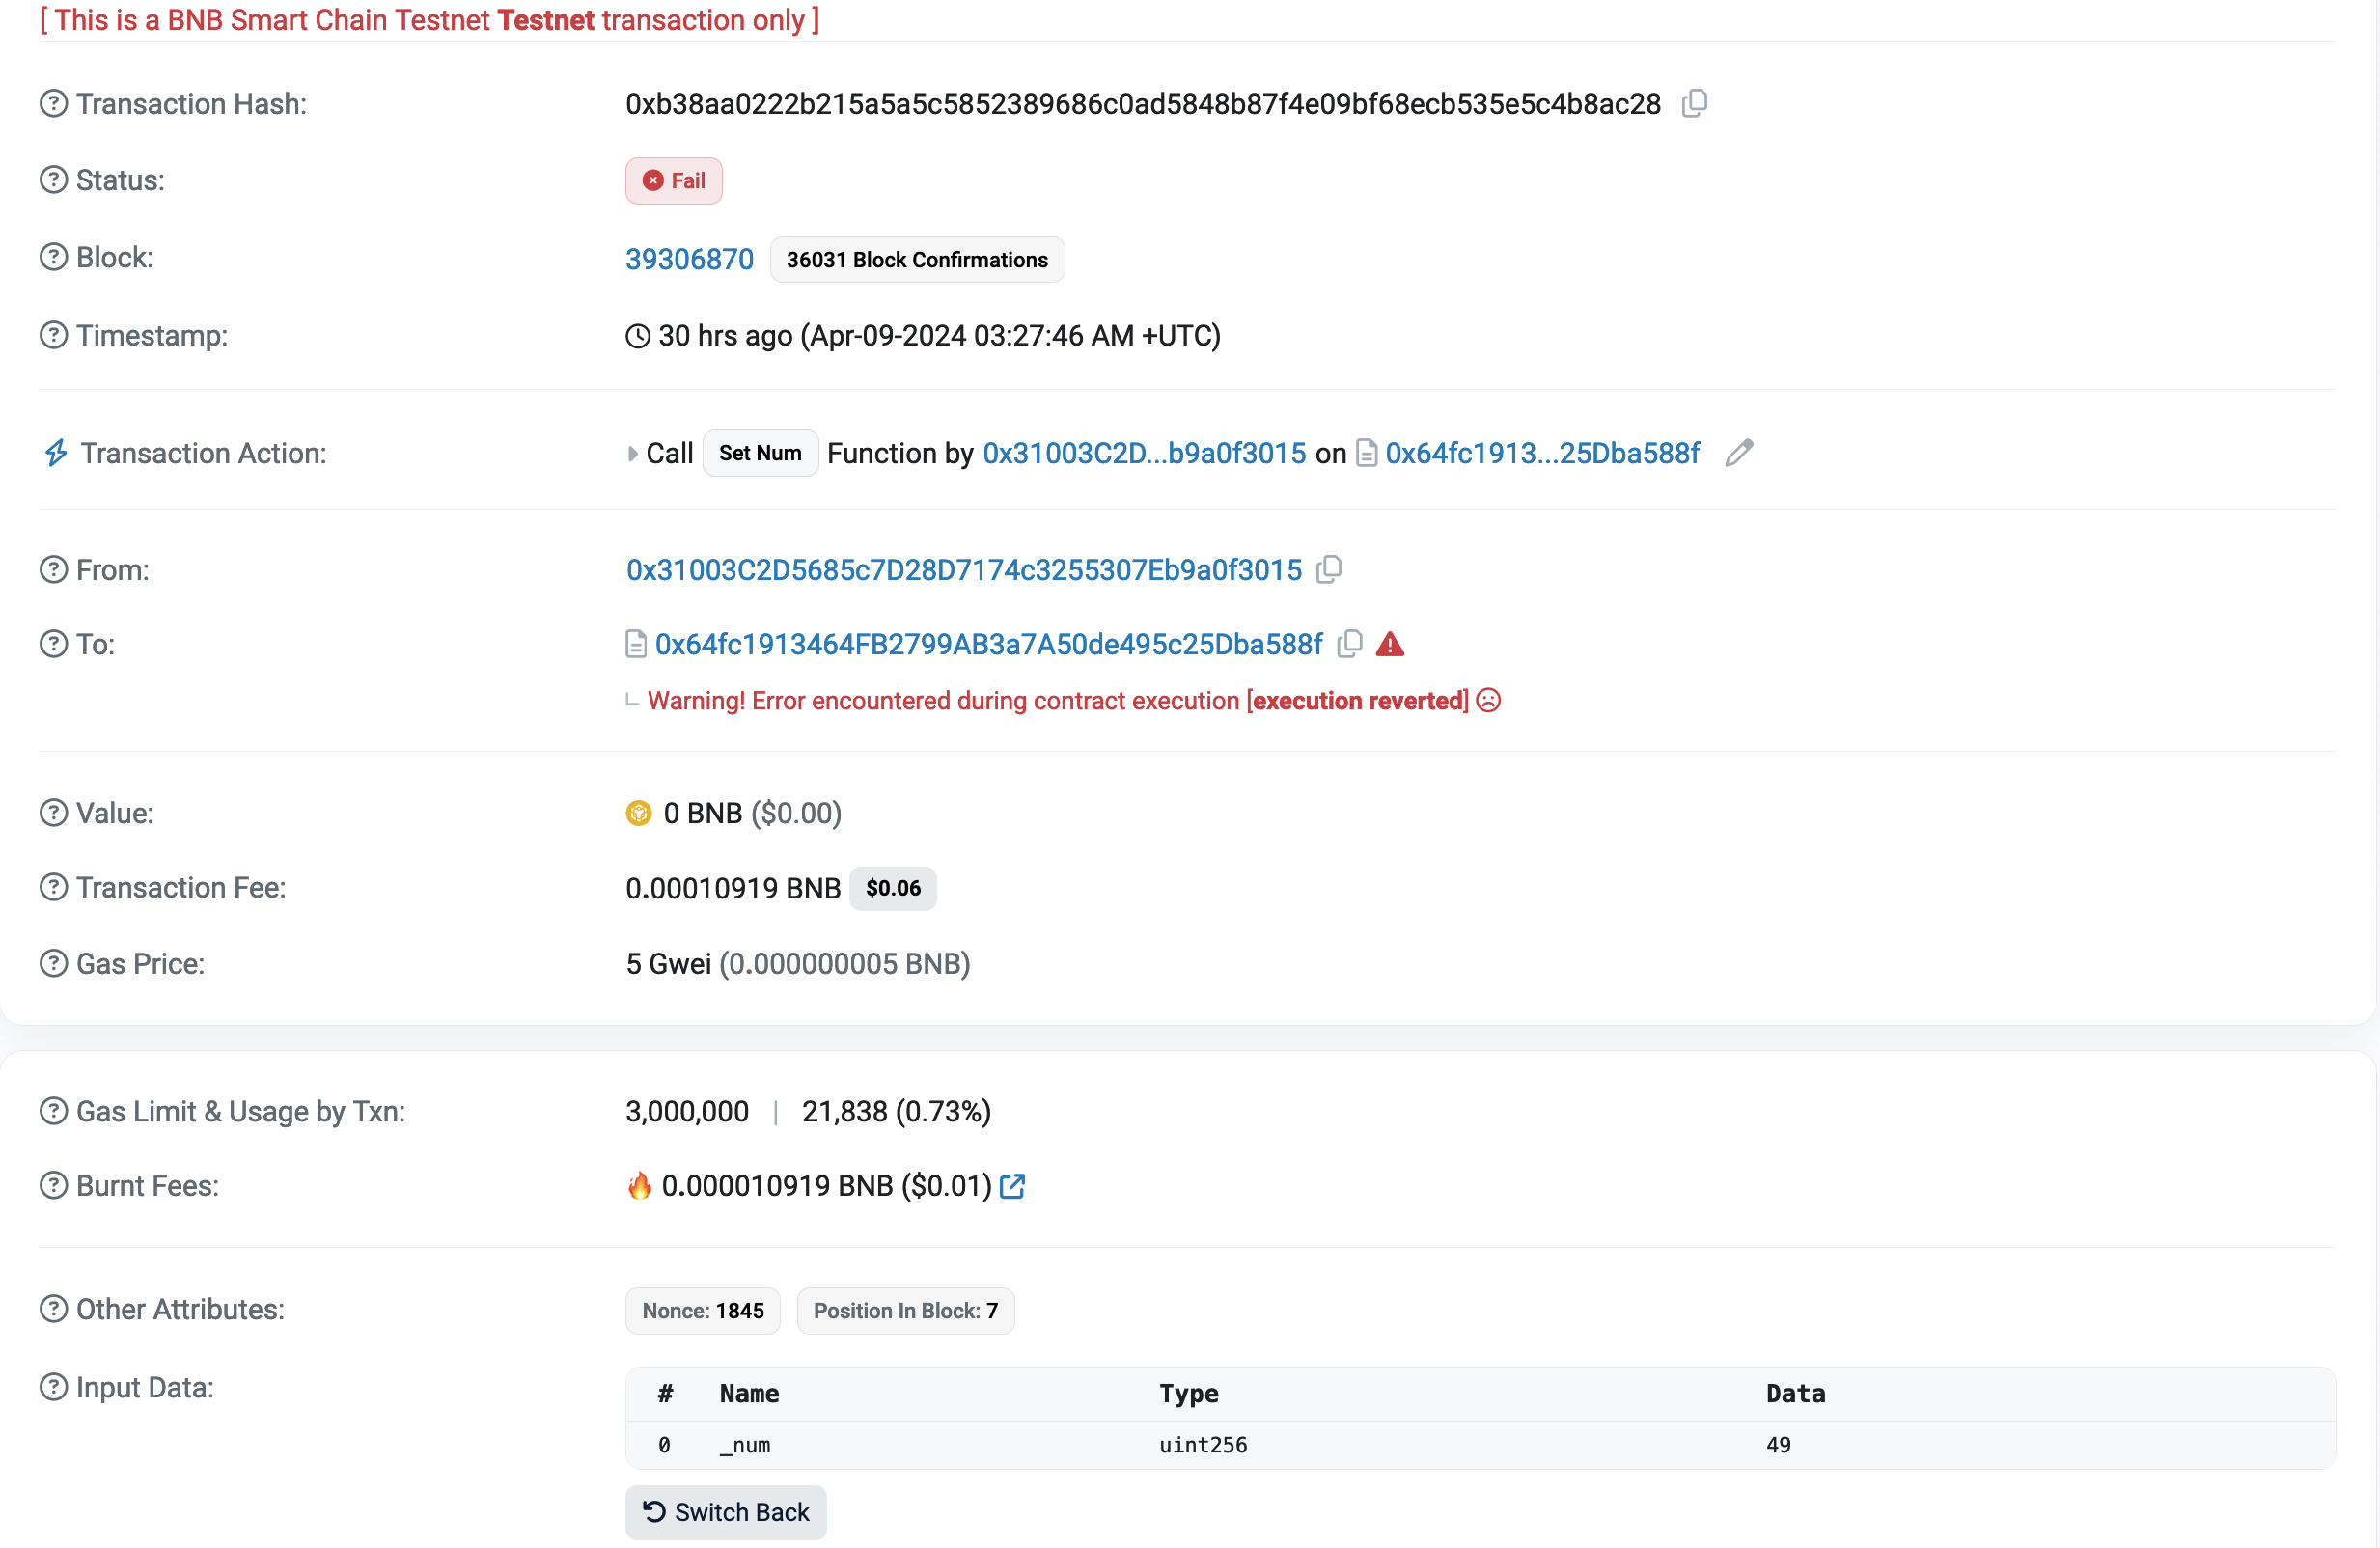 [ This is a BNB Smart Chain Testnet Testnet transaction only ]
Transaction Hash: 0xb38aa0222b215a5a5c5852389686c0ad5848b87f4e09bf68ecb535e5c4b8ac28
Status: Fail
Block: 39306870 36031 Block Confirmations
Timestamp: 30 hrs ago (Apr-09-2024 03:27:46 AM +UTC)
Transaction Action: Call Set Num Function by 0x31003C2D...b9a0f3015 on 0x64fc1913...25Dba588f
From: 0x31003C2D5685c7D28D7174c3255307Eb9a0f3015
To: 0x64fc1913464FB2799AB3a7A50de495c25Dba588f
Warning! Error encountered during contract execution [execution reverted]
Value: 0 BNB ($0.00)
Transaction Fee: 0.00010919 BNB $0.06
Gas Price: 5 Gwei (0.000000005 BNB)
Gas Limit & Usage by Txn: 3,000,000 | 21,838 (0.73%)
Burnt Fees: 0.000010919 BNB ($0.01)
Other Attributes: Nonce: 1845 Position In Block: 7
Input Data: # Name Type Data
0 _num uint256 49
Switch Back